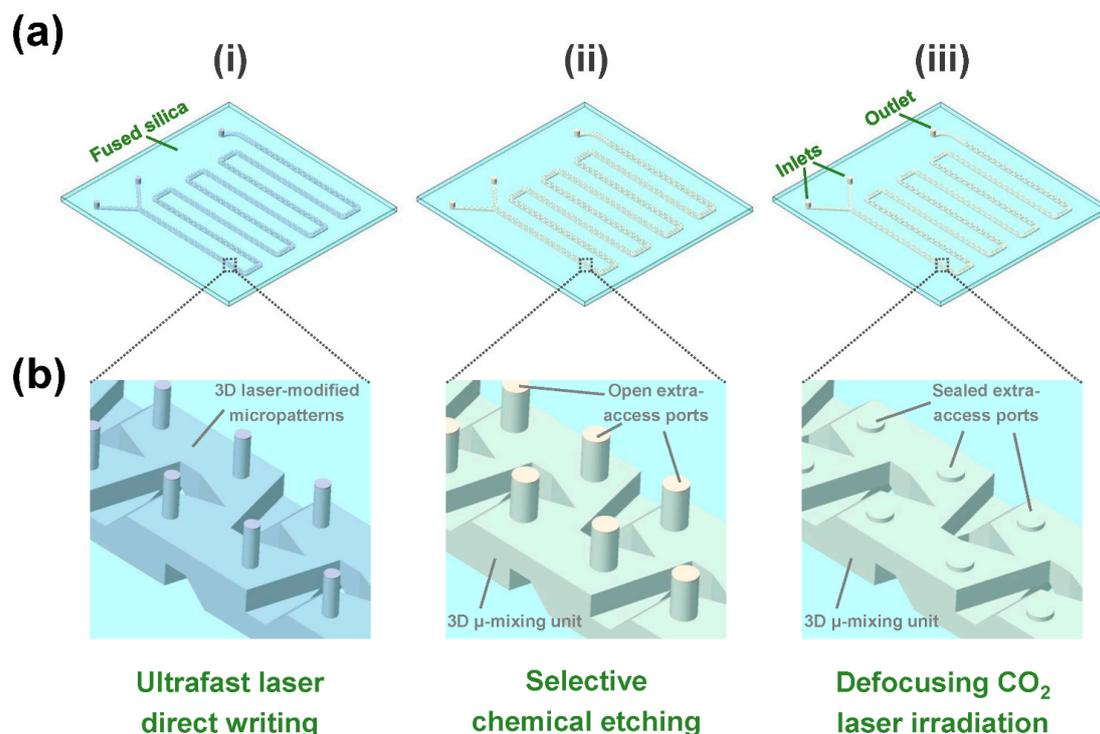 (a)
(i)
(ii)
(iii)
Fused silica
Outlet
Inlets
(b)
3D laser-modified
micropatterns
Open extra-
access ports
3D μ-mixing unit
Sealed extra-
access ports
3D μ-mixing unit
Ultrafast laser
direct writing
Selective
chemical etching
Defocusing CO₂
laser irradiation